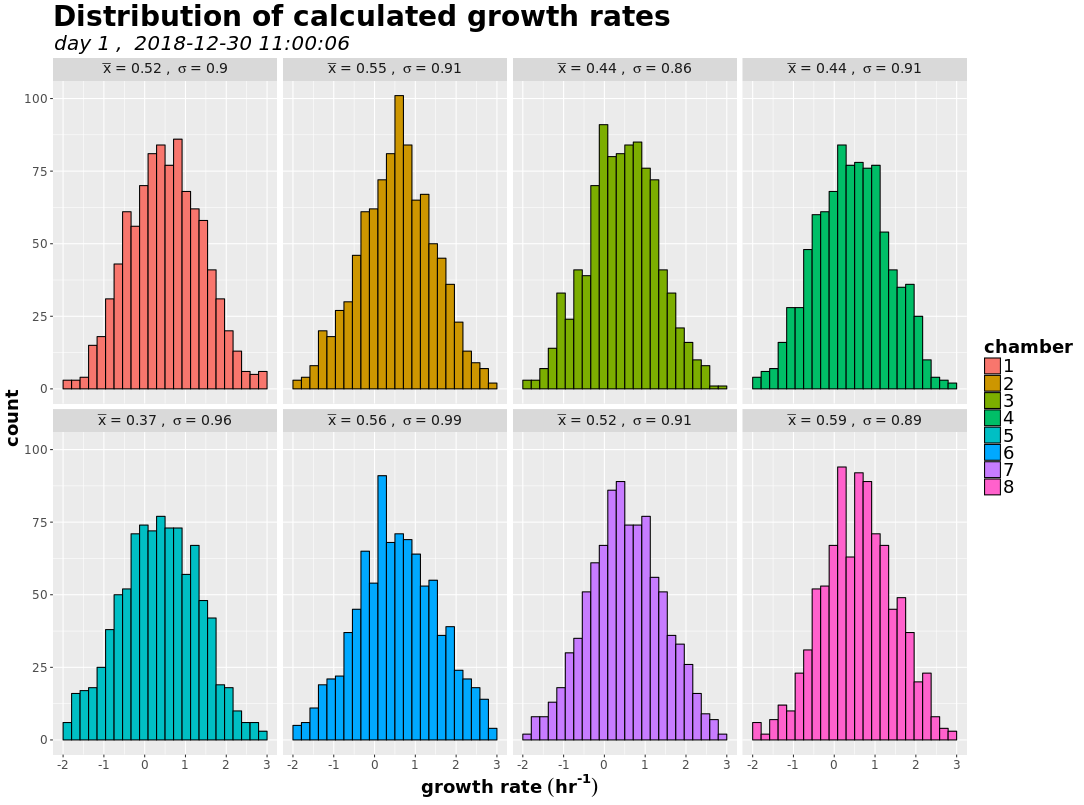 Distribution of calculated growth rates
day 1 ,  2018-12-30 11:00:06
x̅ = 0.52 ,  σ = 0.9
x̅ = 0.55 ,  σ = 0.91
x̅ = 0.44 ,  σ = 0.86
x̅ = 0.44 ,  σ = 0.91
100
75
50
25
0
x̅ = 0.37 ,  σ = 0.96
x̅ = 0.56 ,  σ = 0.99
x̅ = 0.52 ,  σ = 0.91
x̅ = 0.59 ,  σ = 0.89
100
75
50
25
0
-2 -1 0 1 2 3
-2 -1 0 1 2 3
-2 -1 0 1 2 3
-2 -1 0 1 2 3
growth rate (hr⁻¹)
count
chamber
1
2
3
4
5
6
7
8